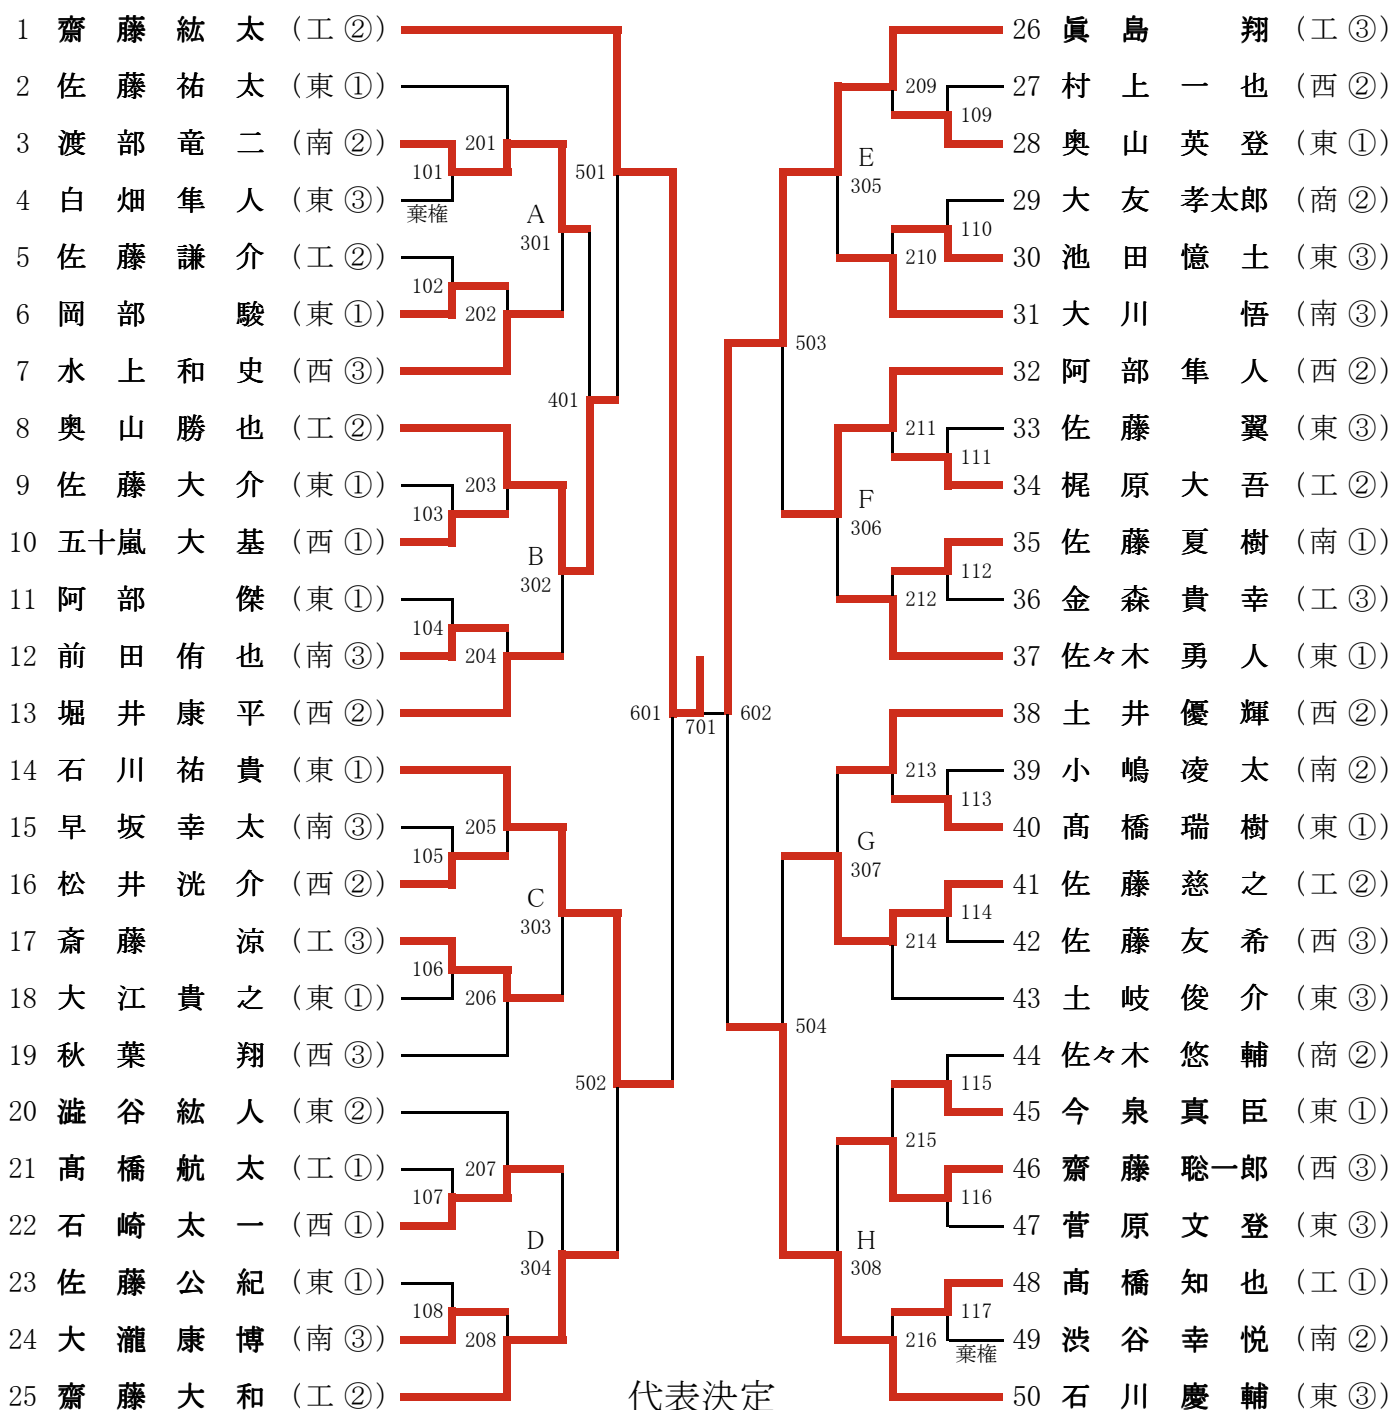 1 齋藤紘太 (工②)
2 佐藤祐太 (東①)
3 渡部竜二 (南②)
4 白畑隼人 (東③)
5 佐藤謙介 (工②)
6 岡部駿 (東①)
7 水上和史 (西③)
8 奥山勝也 (工②)
9 佐藤大介 (東①)
10 五十嵐大基 (西①)
11 阿部傑 (東①)
12 前田侑也 (南③)
13 堀井康平 (西②)
14 石川祐貴 (東①)
15 早坂幸太 (南③)
16 松井洸介 (西②)
17 斎藤涼 (工③)
18 大江貴之 (東①)
19 秋葉翔 (西③)
20 澁谷紘人 (東②)
21 髙橋航太 (工①)
22 石崎太一 (西①)
23 佐藤公紀 (東①)
24 大瀧康博 (南③)
25 齋藤大和 (工②)
101
棄権
102
103
104
105
106
107
108
201
202
203
204
205
206
207
208
A
301
B
302
C
303
D
304
401
501
502
601
701
602
503
504
E
305
F
306
G
307
H
308
209
210
211
212
213
214
215
216
109
110
111
112
113
114
115
116
117
棄権
26 眞島翔 (工③)
27 村上一也 (西②)
28 奥山英登 (東①)
29 大友孝太郎 (商②)
30 池田憶土 (東③)
31 大川悟 (南③)
32 阿部隼人 (西②)
33 佐藤翼 (東③)
34 梶原大吾 (工②)
35 佐藤夏樹 (南①)
36 金森貴幸 (工③)
37 佐々木勇人 (東①)
38 土井優輝 (西②)
39 小嶋凌太 (南②)
40 髙橋瑞樹 (東①)
41 佐藤慈之 (工②)
42 佐藤友希 (西③)
43 土岐俊介 (東③)
44 佐々木悠輔 (商②)
45 今泉真臣 (東①)
46 齋藤聡一郎 (西③)
47 菅原文登 (東③)
48 髙橋知也 (工①)
49 渋谷幸悦 (南②)
50 石川慶輔 (東③)
代表決定